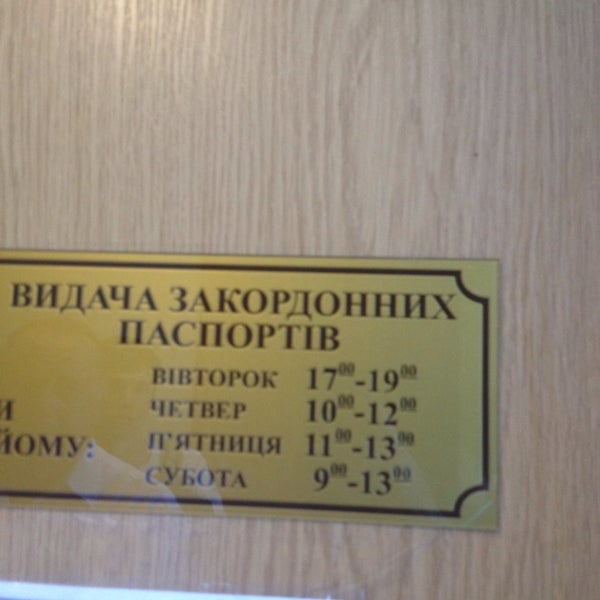 ВИДАЧА ЗАКОРДОННИХ
ПАСПОРТІВ
ВІВТОРОК 17⁰⁰-19⁰⁰
И ЧЕТВЕР 10⁰⁰-12⁰⁰
ЙОМУ: П'ЯТНИЦЯ 11⁰⁰-13⁰⁰
СУБОТА 9⁰⁰-13⁰⁰